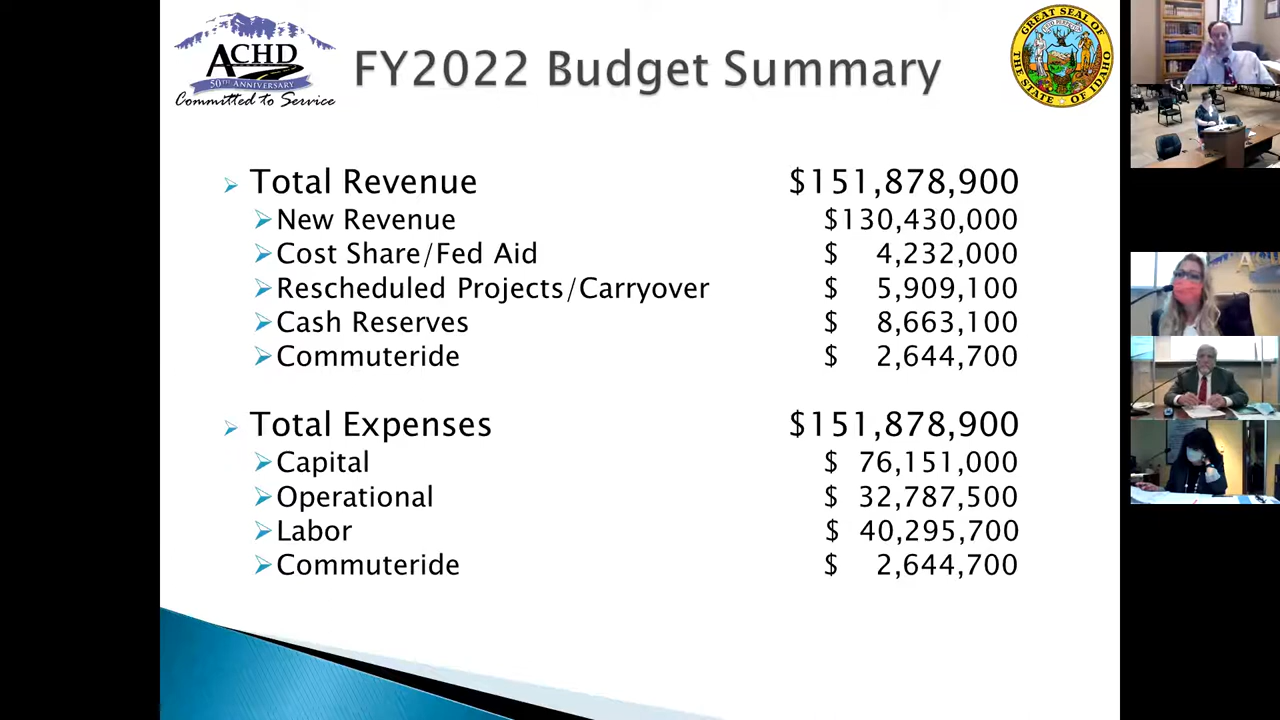 ACHD
50TH ANNIVERSARY
Committed to Service
FY2022 Budget Summary
GREAT SEAL OF
THE STATE OF IDAHO
Total Revenue $151,878,900
New Revenue $130,430,000
Cost Share/Fed Aid $ 4,232,000
Rescheduled Projects/Carryover $ 5,909,100
Cash Reserves $ 8,663,100
Commuteride $ 2,644,700
Total Expenses $151,878,900
Capital $ 76,151,000
Operational $ 32,787,500
Labor $ 40,295,700
Commuteride $ 2,644,700